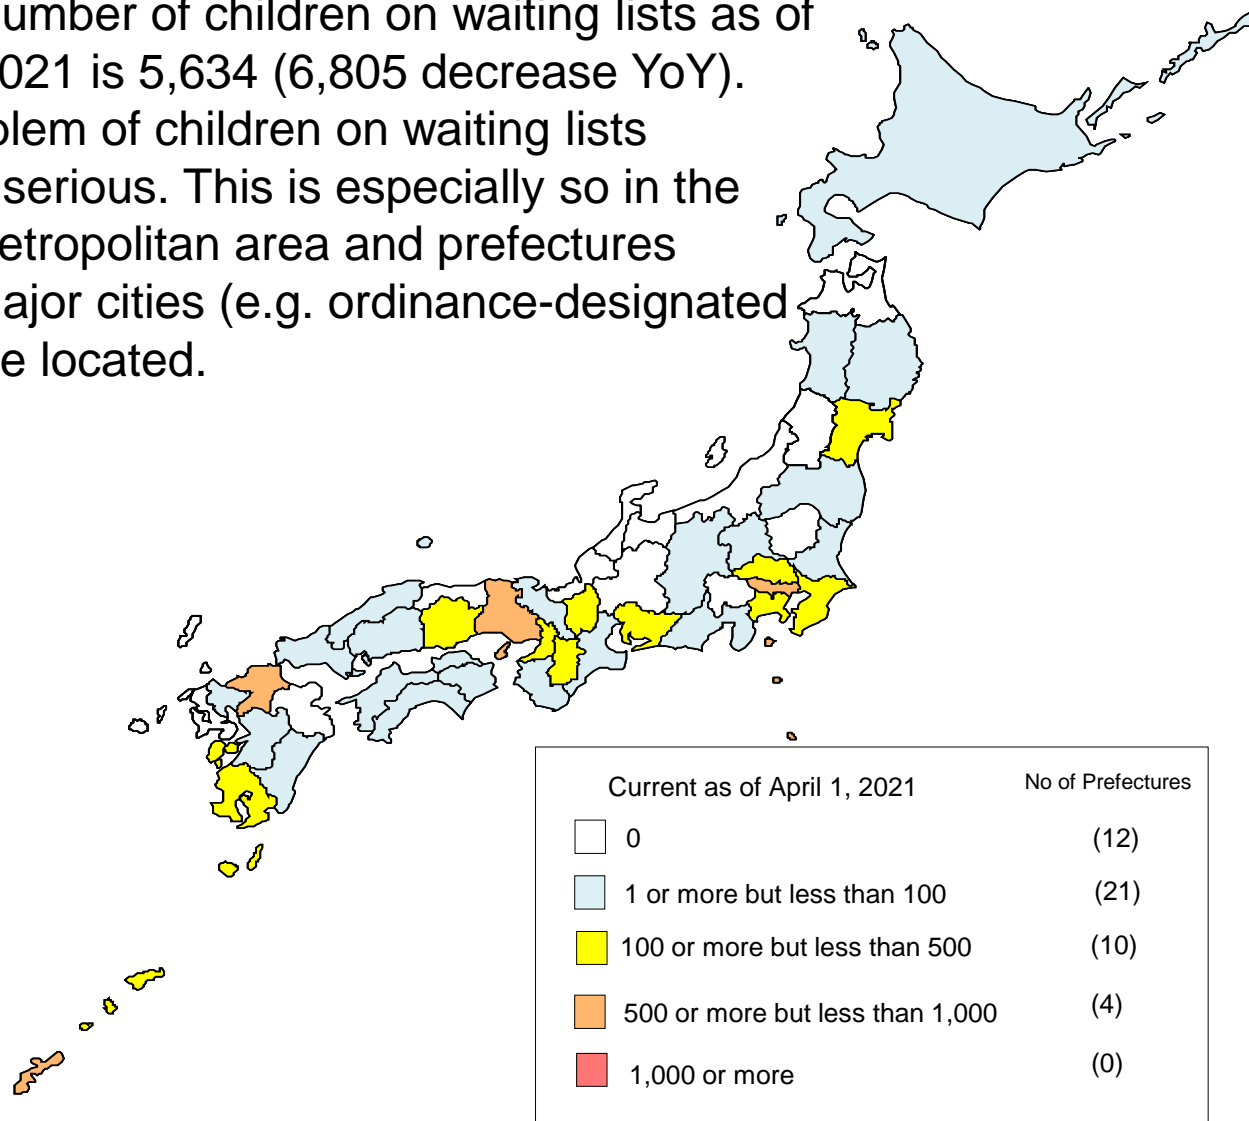 umber of children on waiting lists as of
021 is 5,634 (6,805 decrease YoY).
lem of children on waiting lists
serious. This is especially so in the
etropolitan area and prefectures
ajor cities (e.g. ordinance-designated
e located.
Current as of April 1, 2021 No of Prefectures
0 (12)
1 or more but less than 100 (21)
100 or more but less than 500 (10)
500 or more but less than 1,000 (4)
1,000 or more (0)